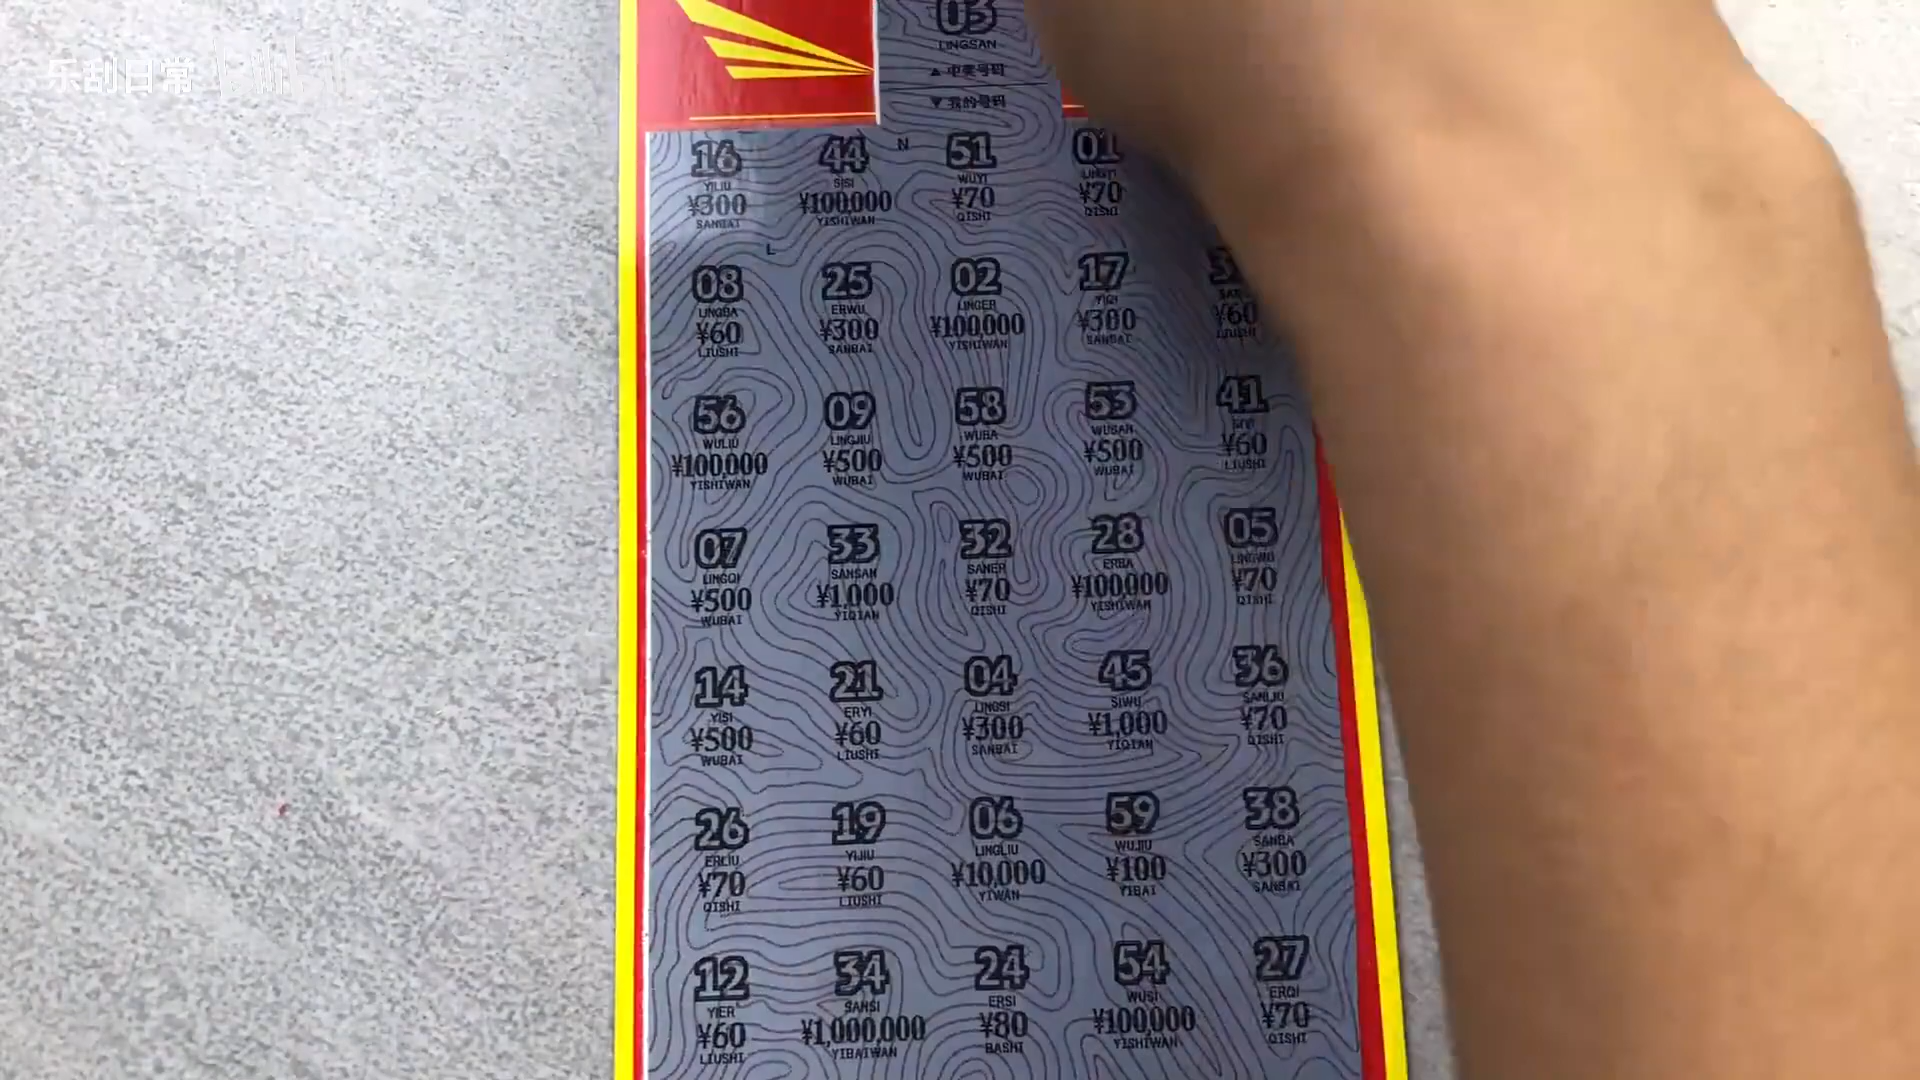 乐刮日常 bilibili
03
LINGSAN
▲ 中奖号码
▼ 我的号码
16 44 N 51 01
YILIU SISI WUYI LINGYI
¥300 ¥100,000 ¥70 ¥70
SANBAI YISHIWAN QISHI QISHI
L
08 25 02 17
LINGBA ERWU LINGER YIQI
¥60 ¥300 ¥100,000 ¥300 ¥60
LIUSHI SANBAI YISHIWAN SANBAI LIUSHI
56 09 58 53 41
WULIU LINGJIU WUBA WUSAN SIYI
¥100,000 ¥500 ¥500 ¥500 ¥60
YISHIWAN WUBAI WUBAI WUBAI LIUSHI
07 33 32 28 05
LINGQI SANSAN SANER ERBA LINGWU
¥500 ¥1,000 ¥70 ¥100,000 ¥70
WUBAI YIQIAN QISHI YISHIWAN QISHI
14 21 04 45 36
YISI ERYI LINGSI SIWU SANLIU
¥500 ¥60 ¥300 ¥1,000 ¥70
WUBAI LIUSHI SANBAI YIQIAN QISHI
26 19 06 59 38
ERLIU YIJIU LINGLIU WUJIU SANBA
¥70 ¥60 ¥10,000 ¥100 ¥300
QISHI LIUSHI YIWAN YIBAI SANBAI
12 34 24 54 27
YIER SANSI ERSI WUSI ERQI
¥60 ¥1,000,000 ¥80 ¥100,000 ¥70
LIUSHI YIBAIWAN BASHI YISHIWAN QISHI